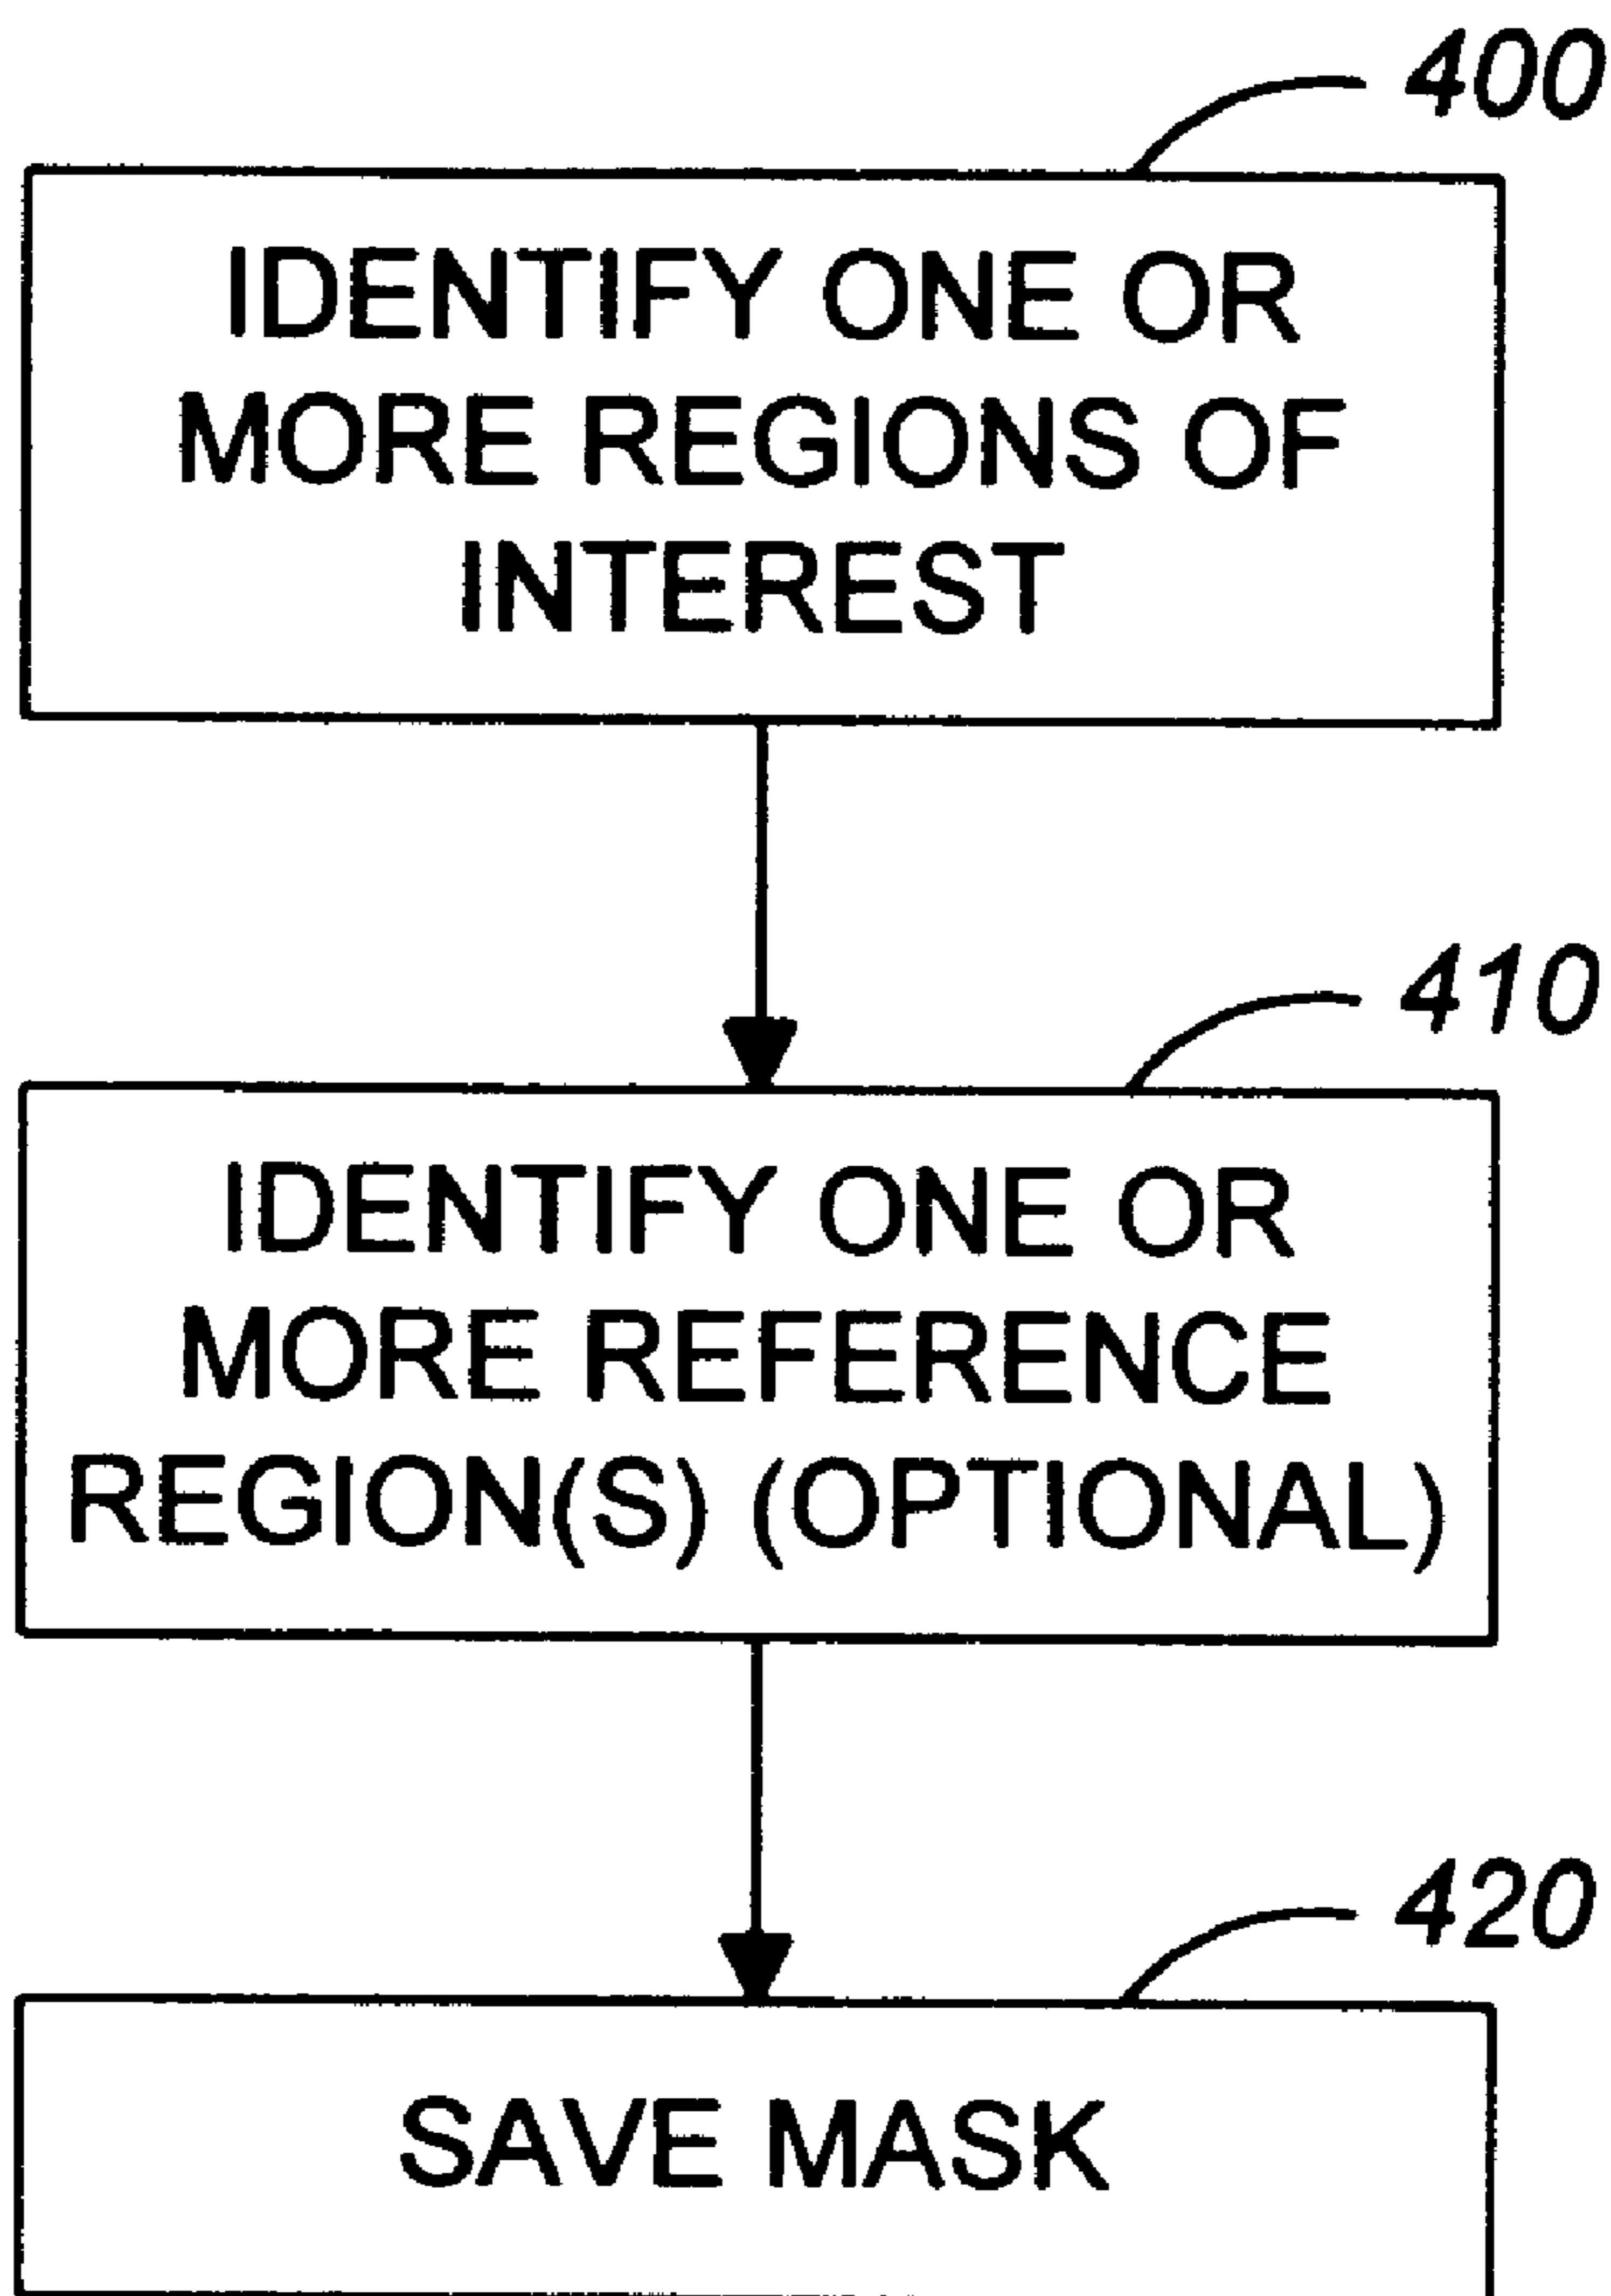 400
IDENTIFY ONE OR
MORE REGIONS OF
INTEREST
410
IDENTIFY ONE OR
MORE REFERENCE
REGION(S) (OPTIONAL)
420
SAVE MASK